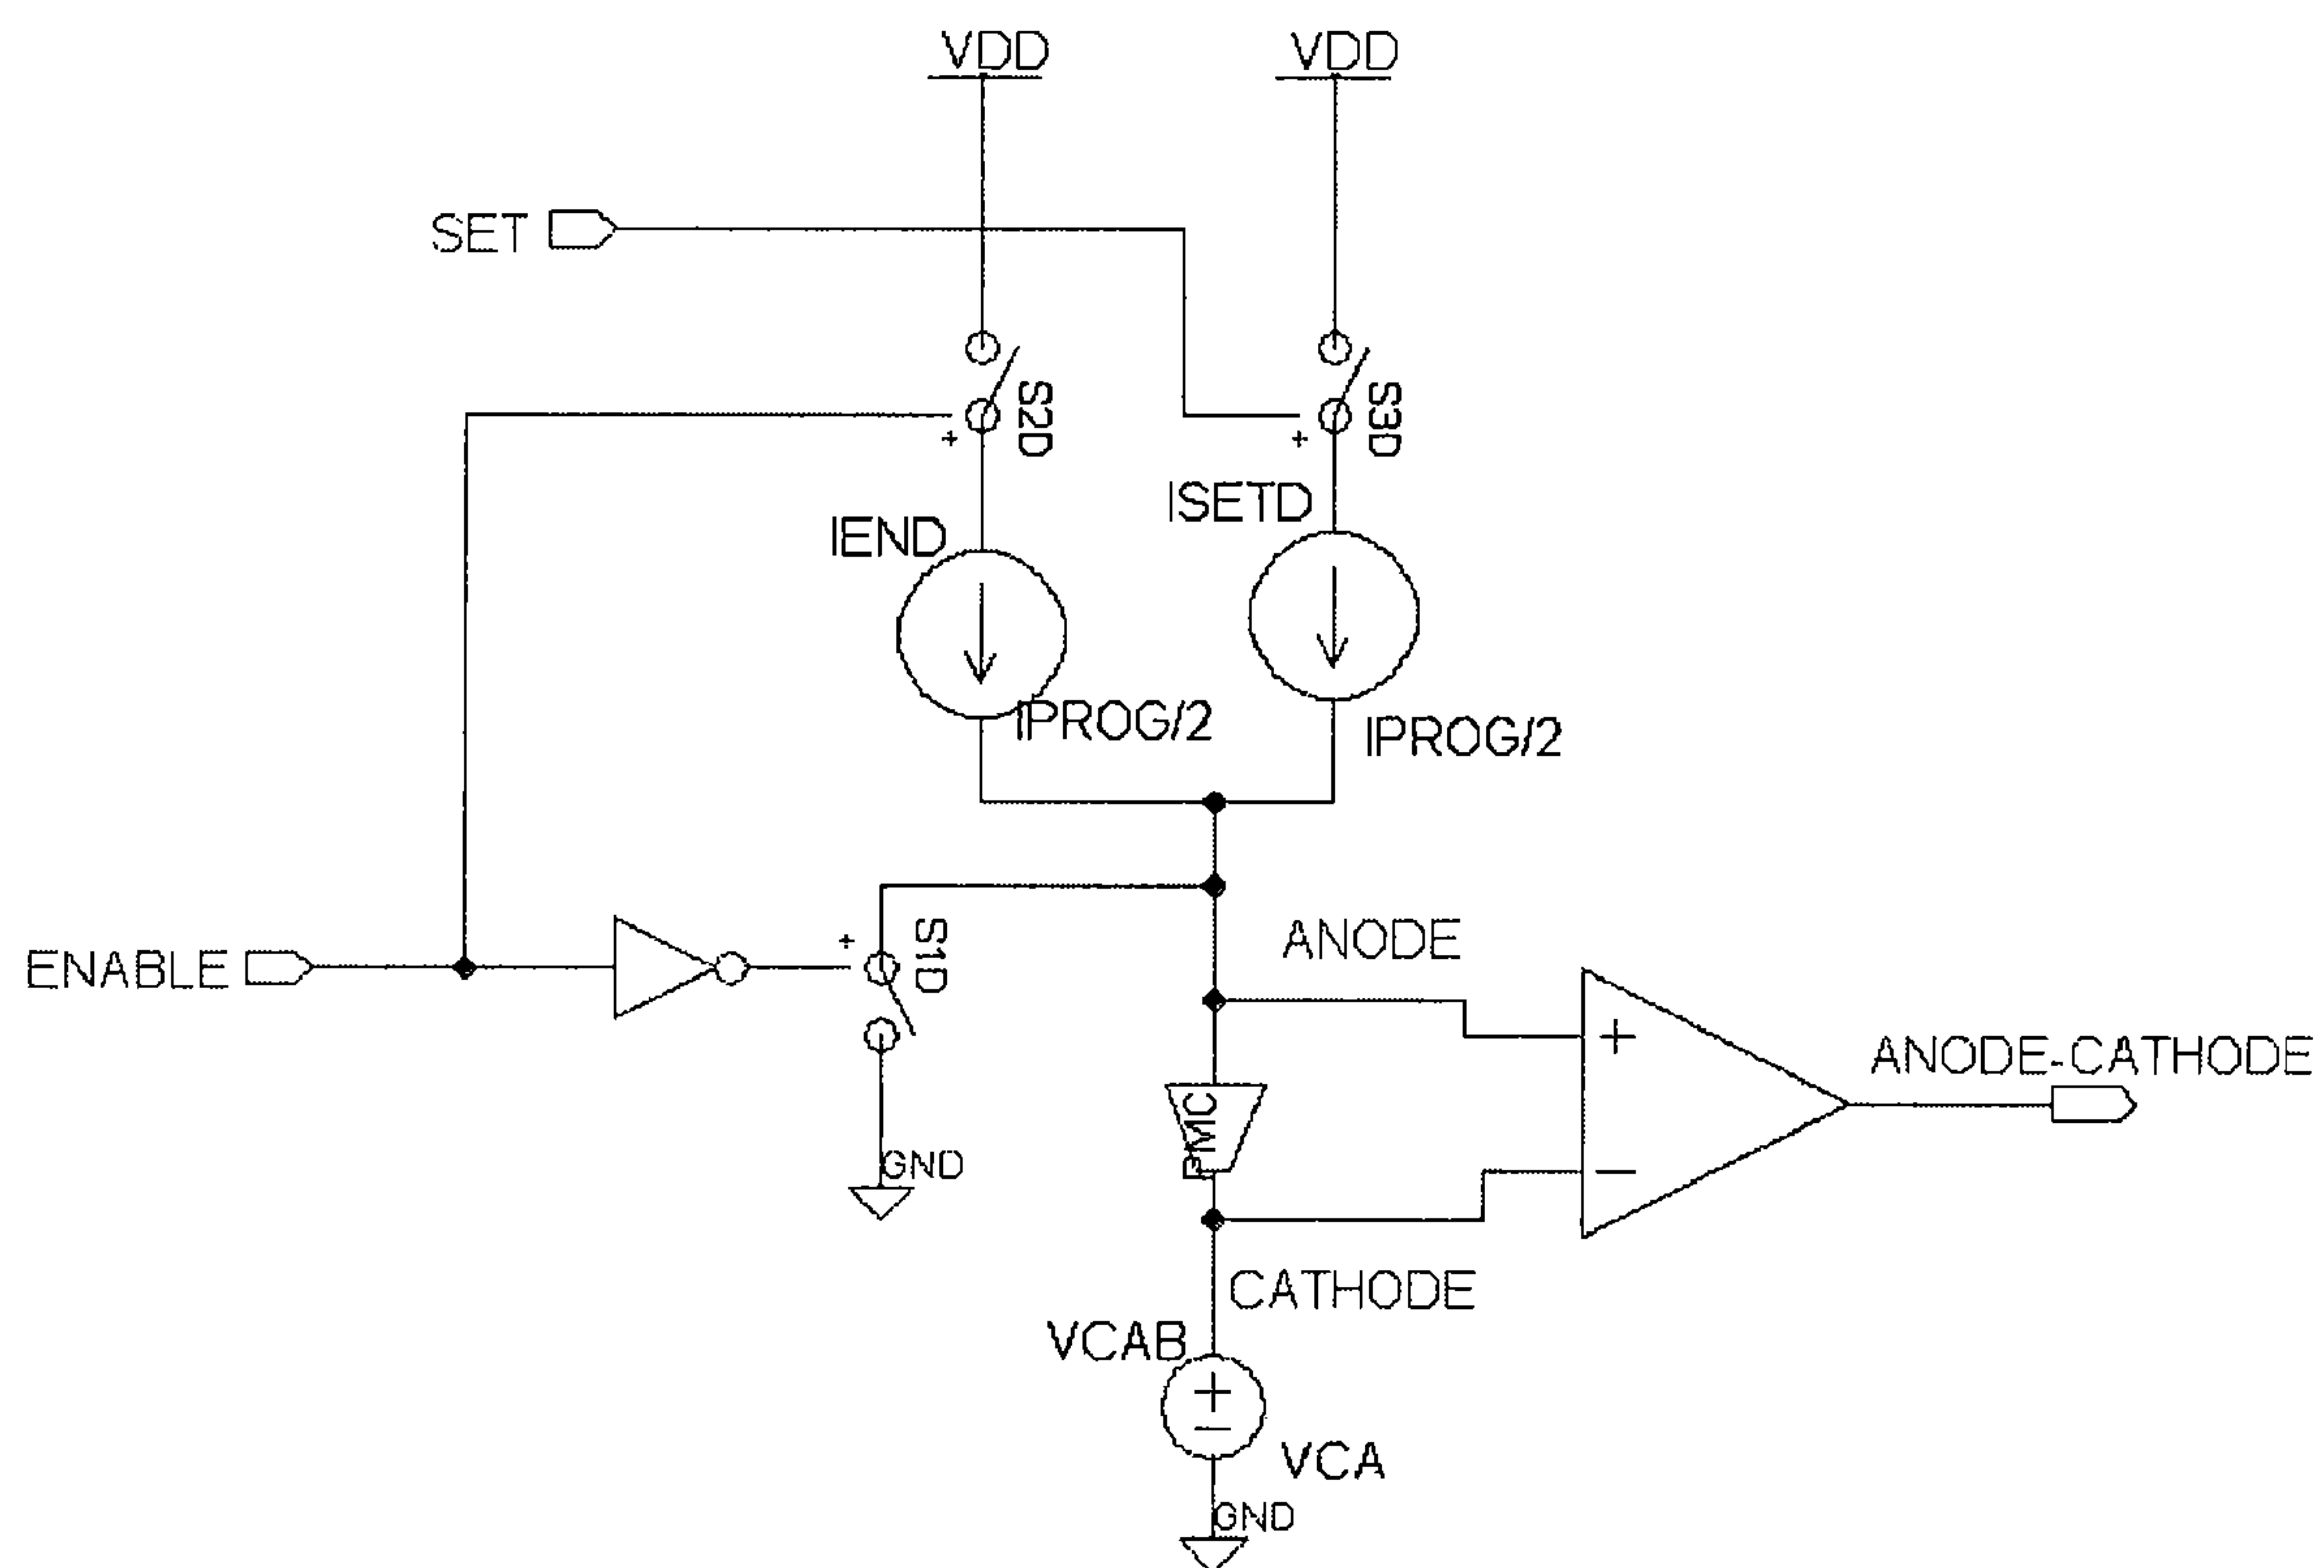 VDD
VDD
SET
S2D
S3D
ISETD
IEND
IPROG/2
IPROG/2
S1D
ANODE
ENABLE
+
ANODE-CATHODE
PMC
GND
CATHODE
VCAB
VCA
GND